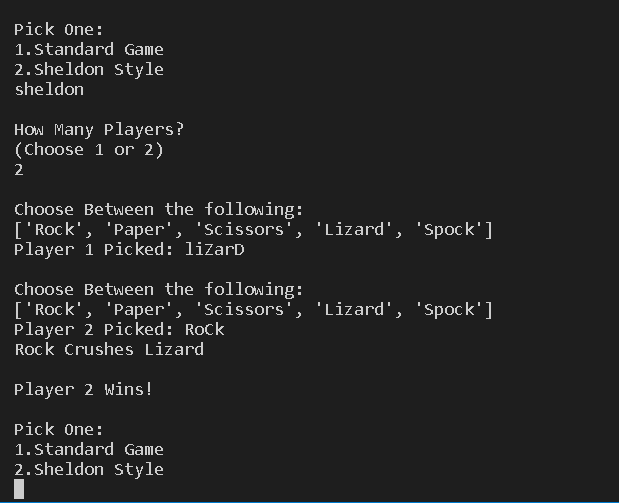 Pick One:
1.Standard Game
2.Sheldon Style
sheldon
How Many Players?
(Choose 1 or 2)
2
Choose Between the following:
['Rock', 'Paper', 'Scissors', 'Lizard', 'Spock']
Player 1 Picked: liZarD
Choose Between the following:
['Rock', 'Paper', 'Scissors', 'Lizard', 'Spock']
Player 2 Picked: RoCk
Rock Crushes Lizard
Player 2 Wins!
Pick One:
1.Standard Game
2.Sheldon Style